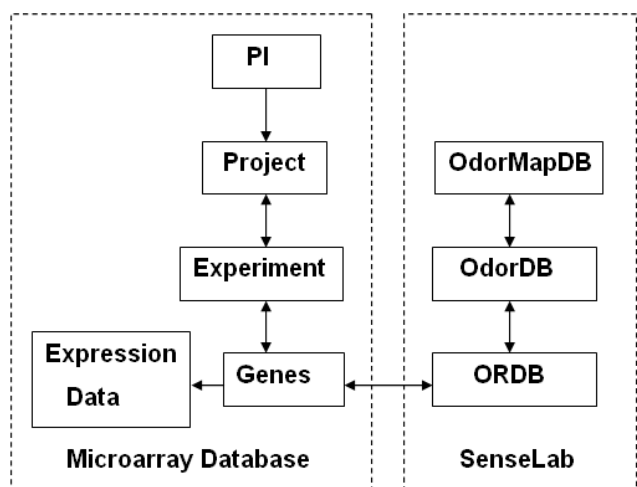 PI
Project
OdorMapDB
Experiment
OdorDB
Expression
Data
Genes
ORDB
Microarray Database
SenseLab